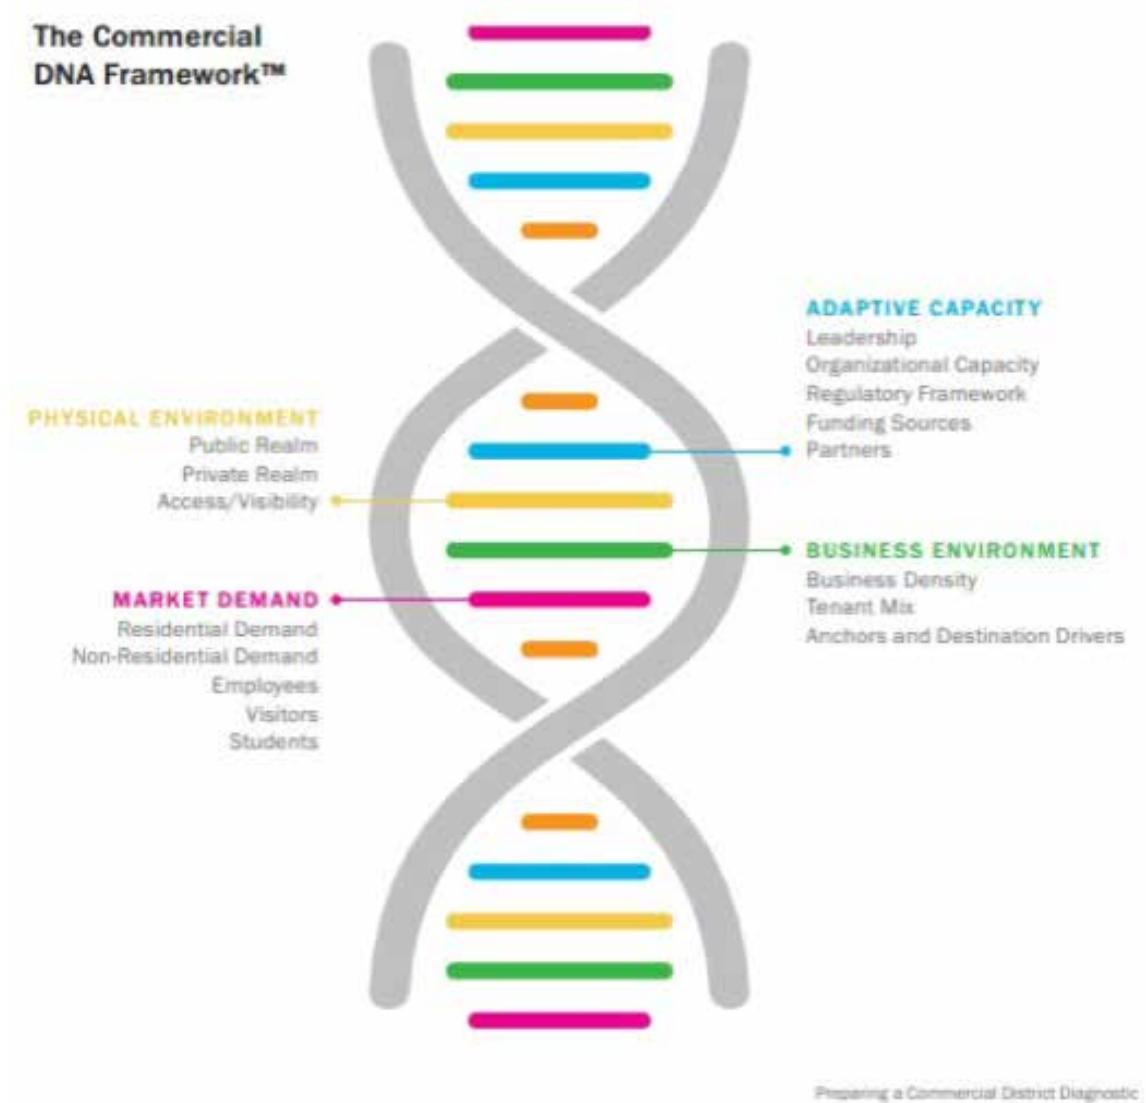 The Commercial
DNA Framework™
ADAPTIVE CAPACITY
Leadership
Organizational Capacity
Regulatory Framework
Funding Sources
Partners
PHYSICAL ENVIRONMENT
Public Realm
Private Realm
Access/Visibility
BUSINESS ENVIRONMENT
Business Density
Tenant Mix
Anchors and Destination Drivers
MARKET DEMAND
Residential Demand
Non-Residential Demand
Employees
Visitors
Students
Preparing a Commercial District Diagnostic